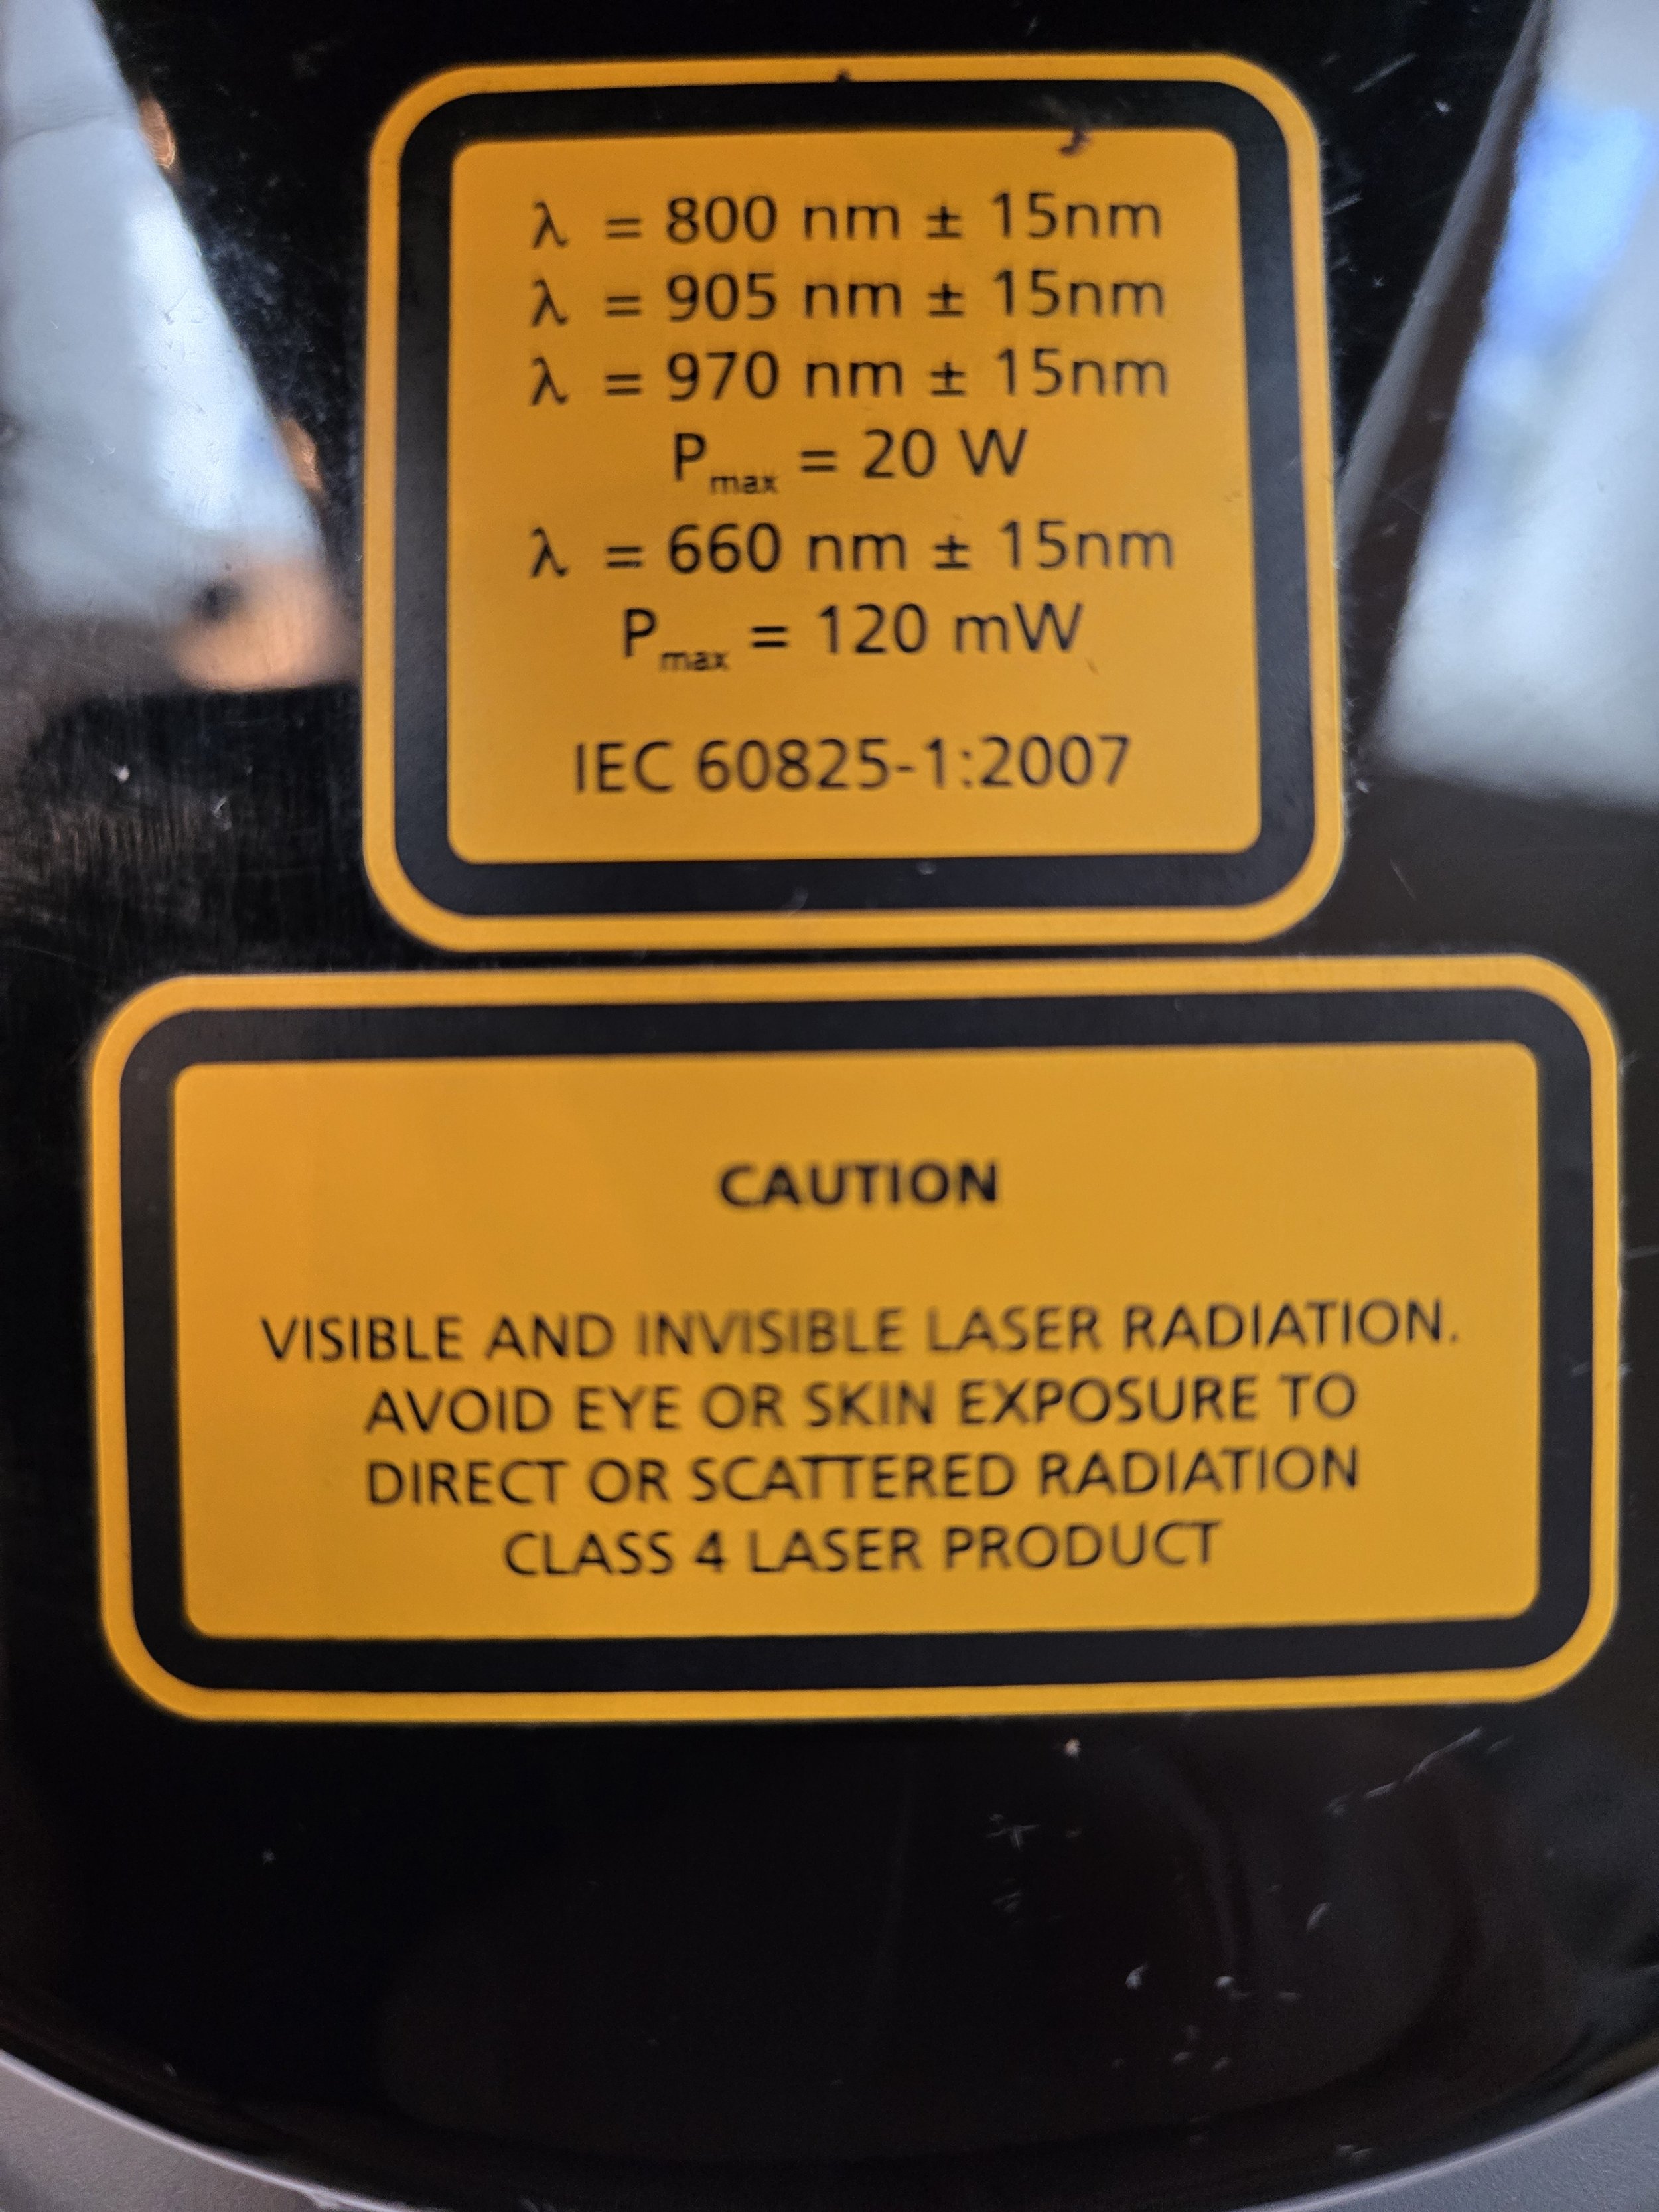 λ = 800 nm ± 15nm
λ = 905 nm ± 15nm
λ = 970 nm ± 15nm
Pmax = 20 W
λ = 660 nm ± 15nm
Pmax = 120 mW
IEC 60825-1:2007
CAUTION
VISIBLE AND INVISIBLE LASER RADIATION.
AVOID EYE OR SKIN EXPOSURE TO
DIRECT OR SCATTERED RADIATION
CLASS 4 LASER PRODUCT